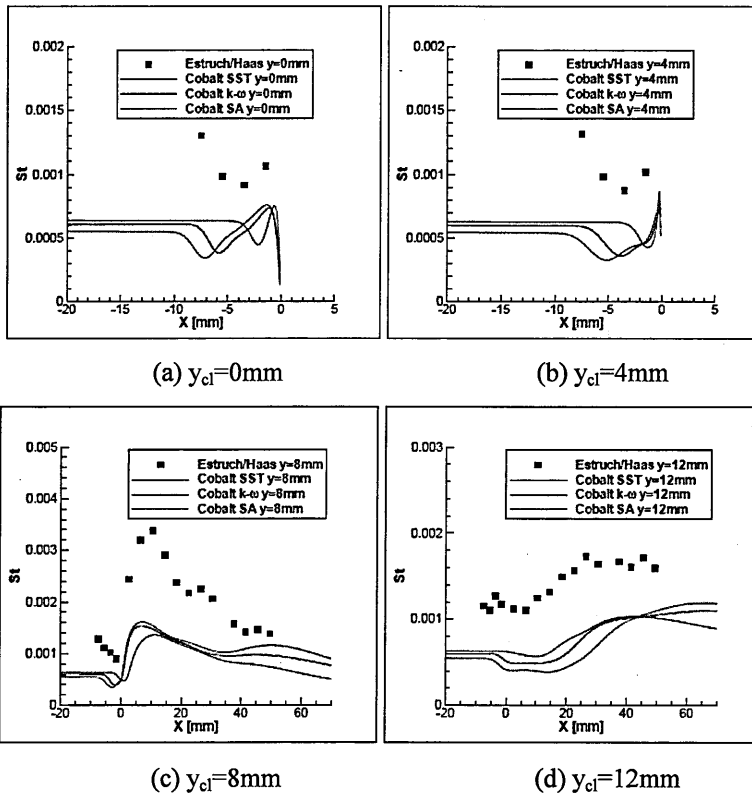 0.002
Estruch/Haas y=0mm
Cobalt SST y=0mm
Cobalt k-ω y=0mm
Cobalt SA y=0mm
0.0015
St
0.001
0.0005
0
-20 -15 -10 -5 0 5
X [mm]
(a) ycl=0mm
0.002
Estruch/Haas y=4mm
Cobalt SST y=4mm
Cobalt k-ω y=4mm
Cobalt SA y=4mm
0.0015
St
0.001
0.0005
0
-20 -15 -10 -5 0 5
X [mm]
(b) ycl=4mm
0.005
Estruch/Haas y=8mm
Cobalt SST y=8mm
Cobalt k-ω y=8mm
Cobalt SA y=8mm
0.004
0.003
St
0.002
0.001
0
-20 0 20 40 60
X [mm]
(c) ycl=8mm
0.003
Estruch/Haas y=12mm
Cobalt SST y=12mm
Cobalt k-ω y=12mm
Cobalt SA y=12mm
0.002
St
0.001
0
-20 0 20 40 60
X [mm]
(d) ycl=12mm